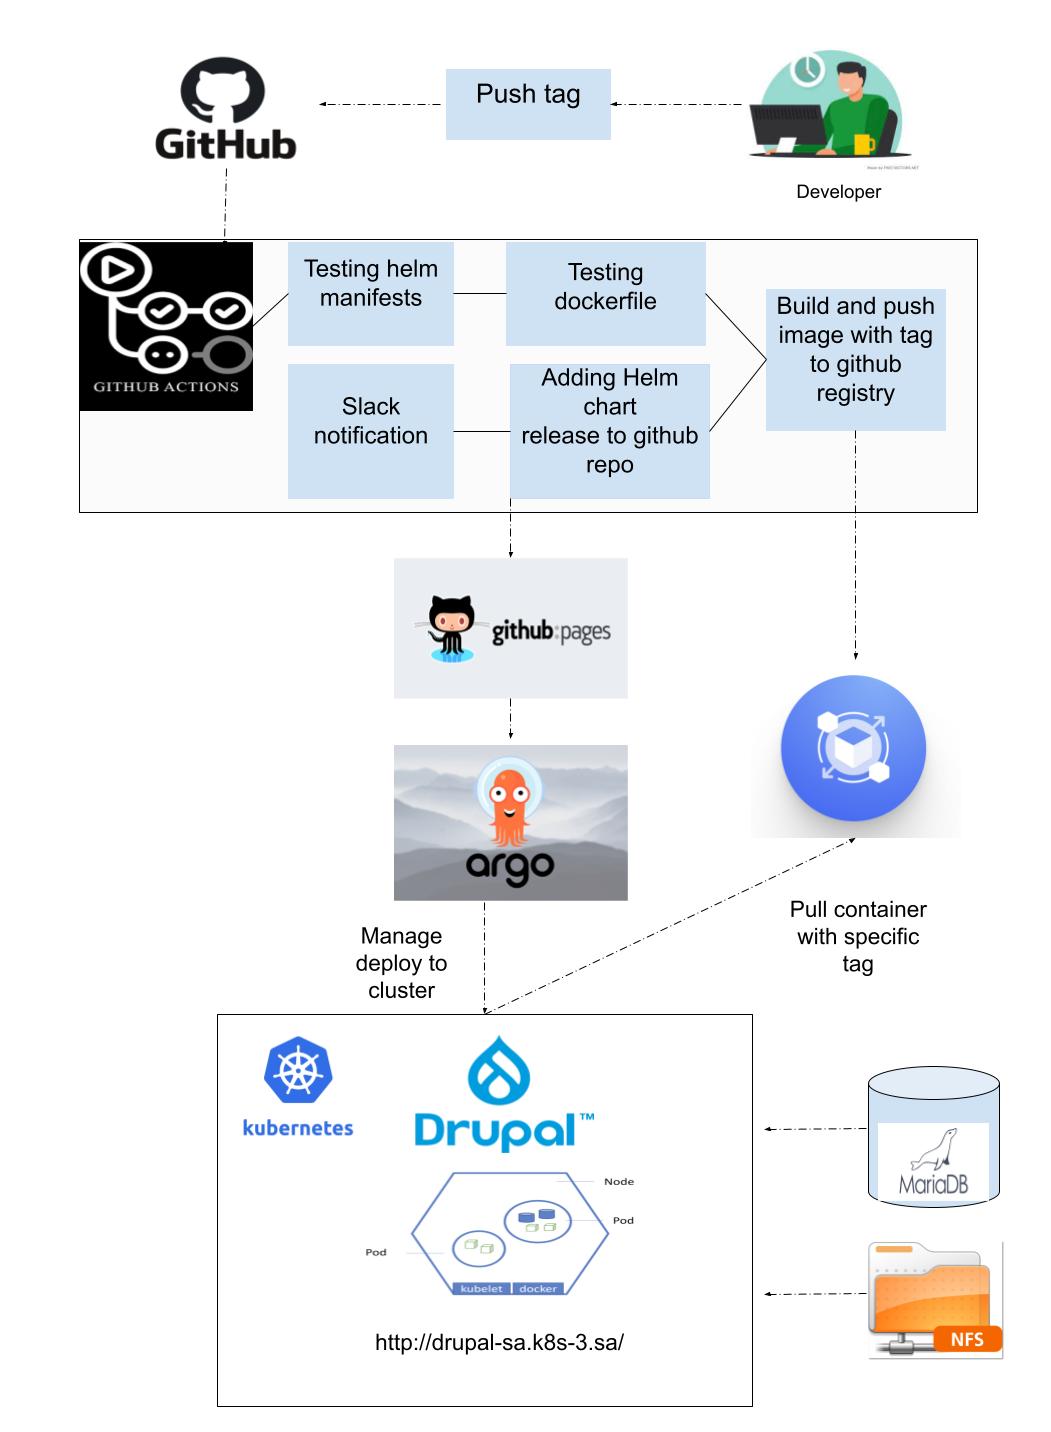 GitHub
Push tag
Developer
GITHUB ACTIONS
Testing helm
manifests
Testing
dockerfile
Build and push
image with tag
to github
registry
Slack
notification
Adding Helm
chart
release to github
repo
github:pages
argo
Manage
deploy to
cluster
Pull container
with specific
tag
kubernetes
Drupal™
Node
Pod
Pod
kubelet
docker
http://drupal-sa.k8s-3.sa/
MariaDB
NFS